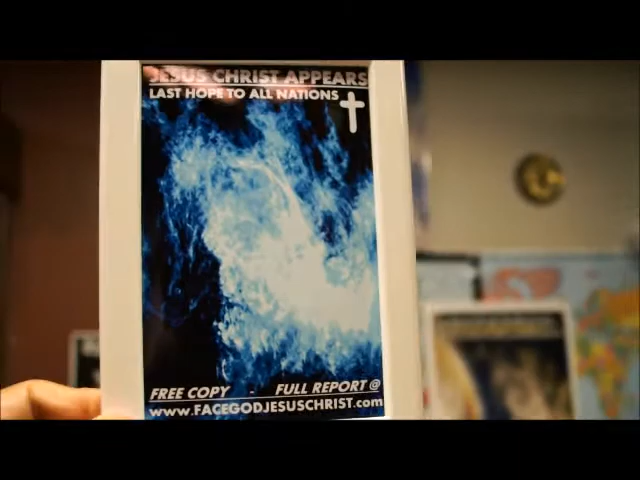 JESUS CHRIST APPEARS
LAST HOPE TO ALL NATIONS
FREE COPY - FULL REPORT @
www.FACEGODJESUSCHRIST.com